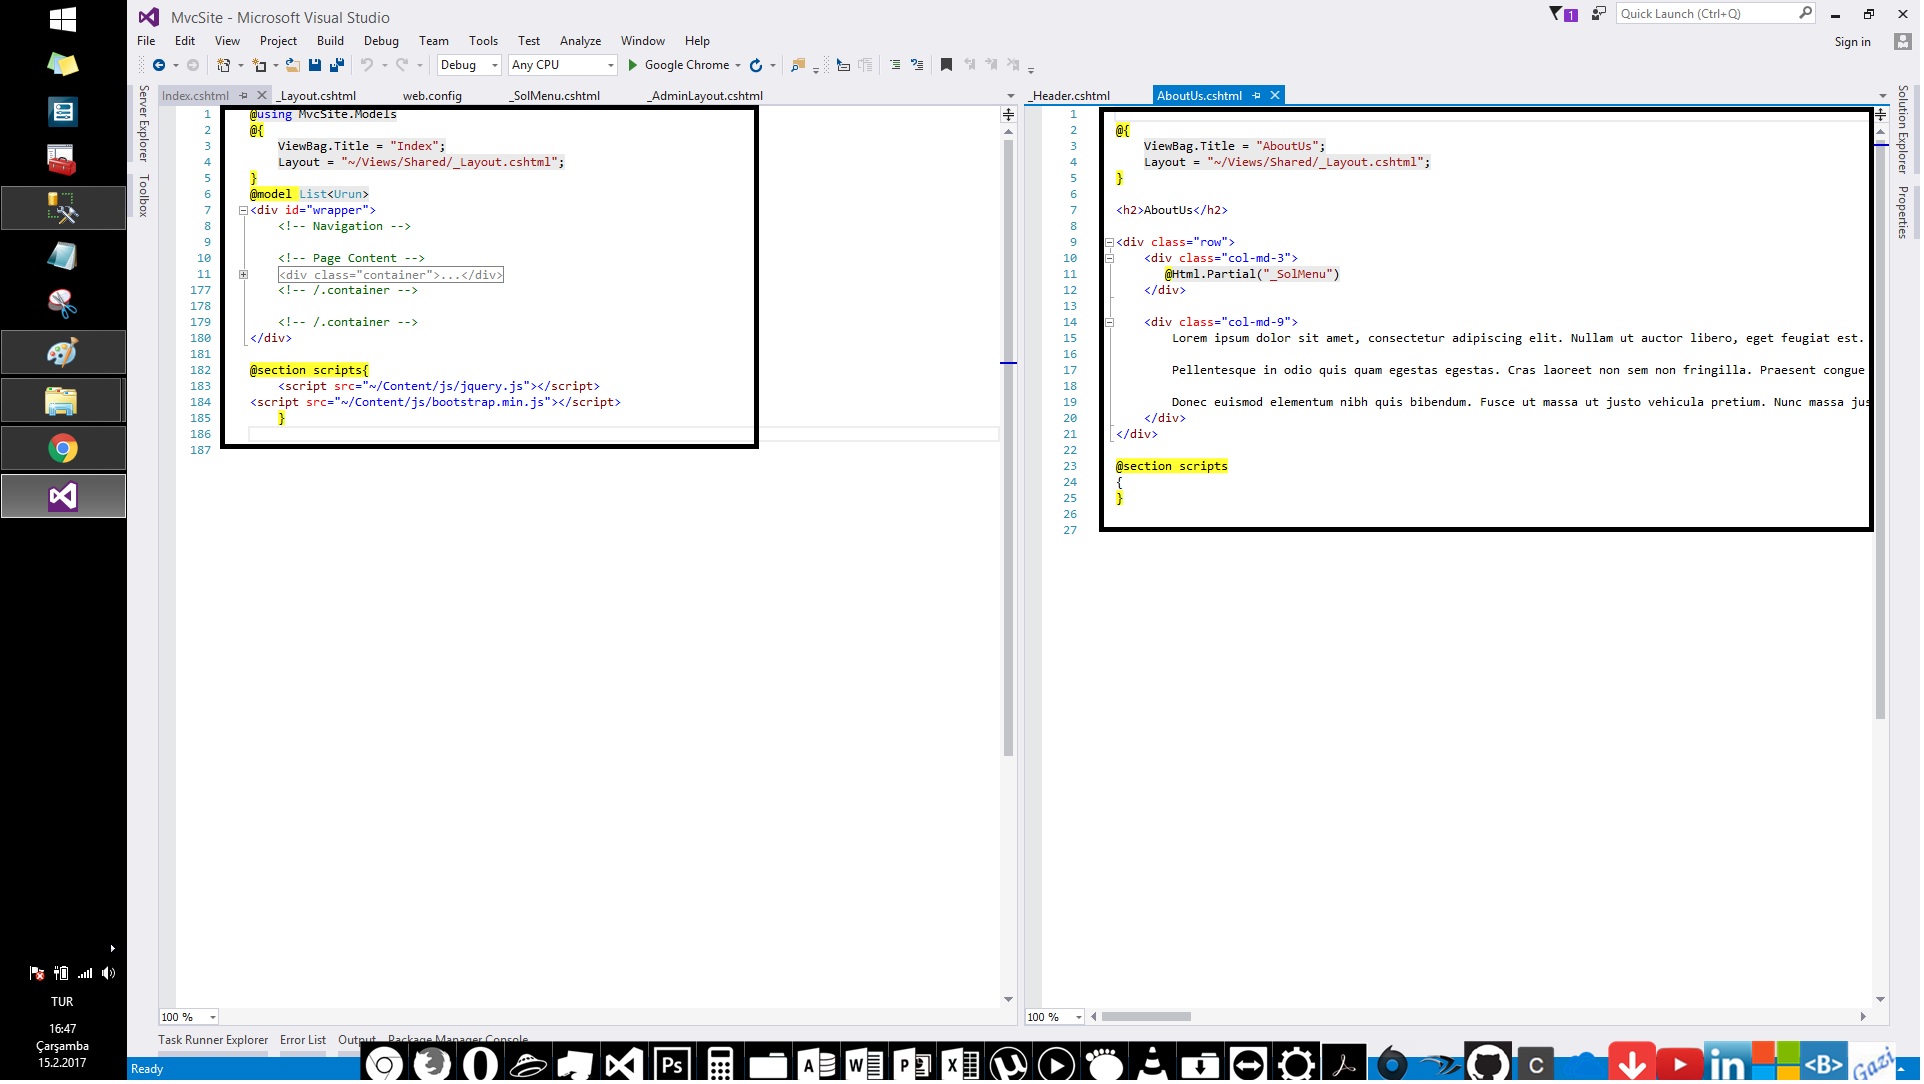 MvcSite - Microsoft Visual Studio
1
Quick Launch (Ctrl+Q)
File Edit View Project Build Debug Team Tools Test Analyze Window Help
Sign in
Debug Any CPU Google Chrome
Server Explorer
Toolbox
Index.cshtml _Layout.cshtml web.config _SolMenu.cshtml _AdminLayout.cshtml
1 @using MvcSite.Models
2 @{
3 ViewBag.Title = "Index";
4 Layout = "~/Views/Shared/_Layout.cshtml";
5 }
6 @model List<Urun>
7 <div id="wrapper">
8 <!-- Navigation -->
9
10 <!-- Page Content -->
11 <div class="container">...</div>
177 <!-- /.container -->
178
179 <!-- /.container -->
180 </div>
181
182 @section scripts{
183 <script src="~/Content/js/jquery.js"></script>
184 <script src="~/Content/js/bootstrap.min.js"></script>
185 }
186
187
100 %
_Header.cshtml AboutUs.cshtml
1
2 @{
3 ViewBag.Title = "AboutUs";
4 Layout = "~/Views/Shared/_Layout.cshtml";
5 }
6
7 <h2>AboutUs</h2>
8
9 <div class="row">
10 <div class="col-md-3">
11 @Html.Partial("_SolMenu")
12 </div>
13
14 <div class="col-md-9">
15 Lorem ipsum dolor sit amet, consectetur adipiscing elit. Nullam ut auctor libero, eget feugiat est.
16
17 Pellentesque in odio quis quam egestas egestas. Cras laoreet non sem non fringilla. Praesent congue
18
19 Donec euismod elementum nibh quis bibendum. Fusce ut massa ut justo vehicula pretium. Nunc massa jus
20 </div>
21 </div>
22
23 @section scripts
24 {
25 }
26
27
100 %
Solution Explorer
Properties
Task Runner Explorer Error List Output Package Manager Console
Ready
TUR
16:47
Çarşamba
15.2.2017
Ps
A
W
P
X
C
in
<B>
Gazi